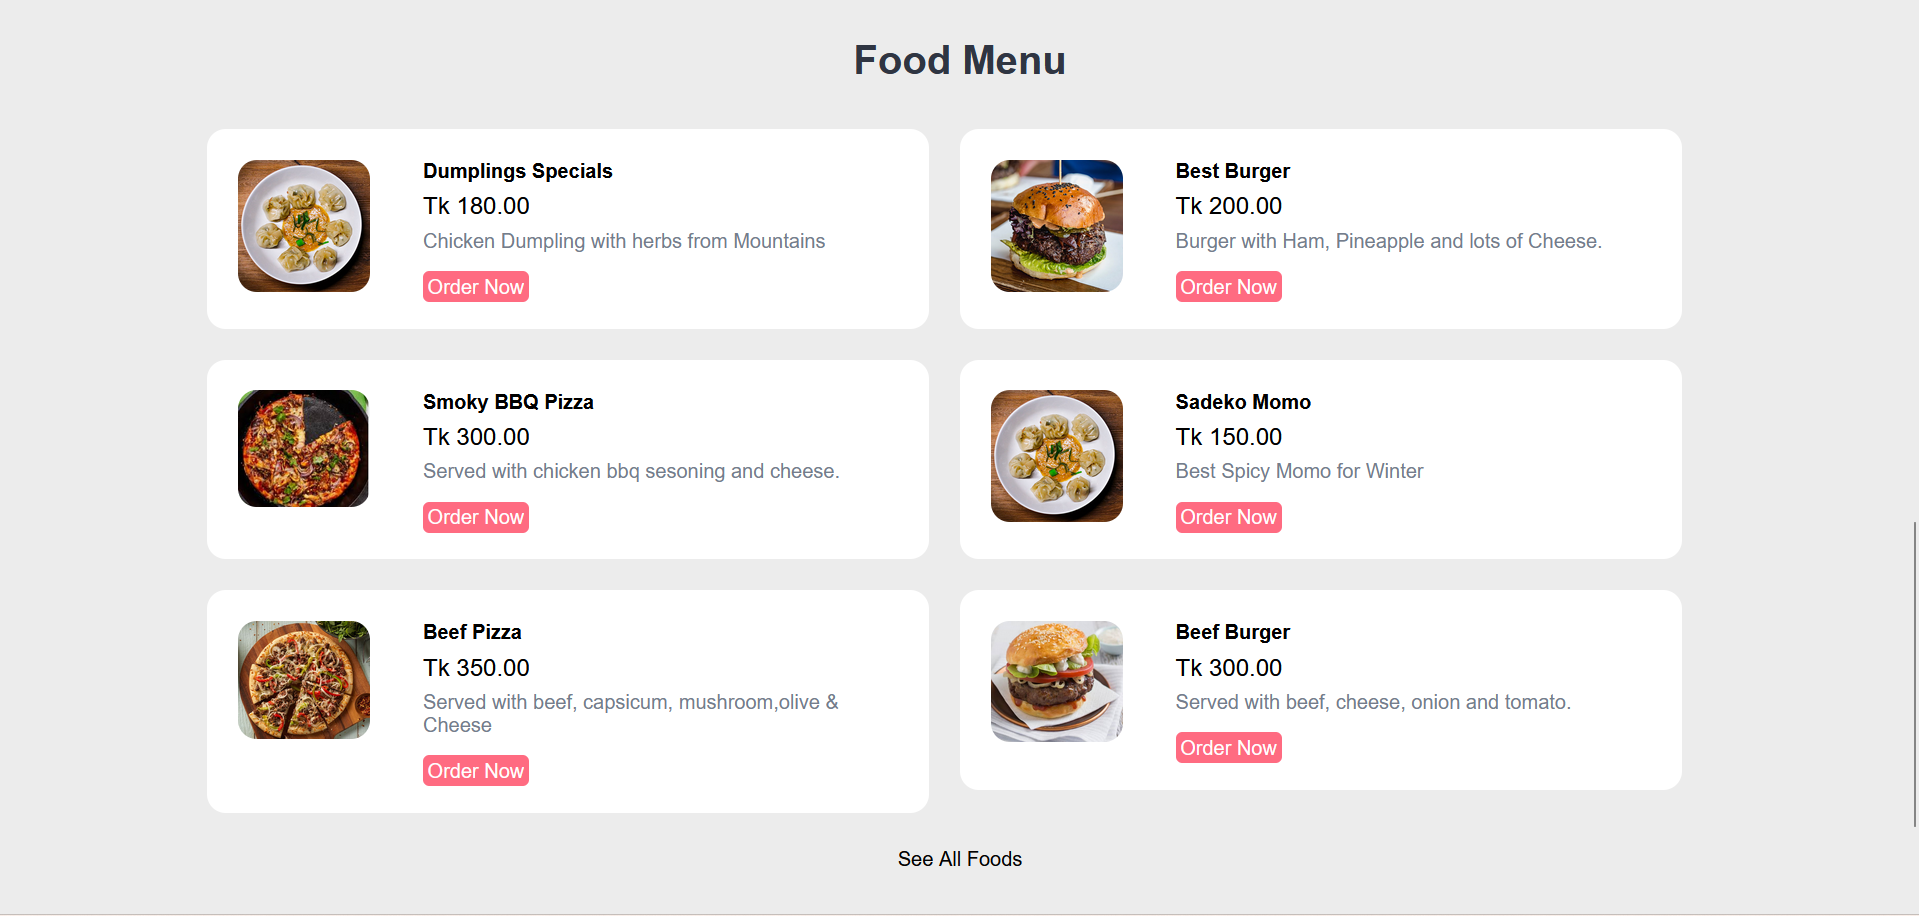 Food Menu
Dumplings Specials
Tk 180.00
Chicken Dumpling with herbs from Mountains
Order Now
Best Burger
Tk 200.00
Burger with Ham, Pineapple and lots of Cheese.
Order Now
Smoky BBQ Pizza
Tk 300.00
Served with chicken bbq sesoning and cheese.
Order Now
Sadeko Momo
Tk 150.00
Best Spicy Momo for Winter
Order Now
Beef Pizza
Tk 350.00
Served with beef, capsicum, mushroom,olive &
Cheese
Order Now
Beef Burger
Tk 300.00
Served with beef, cheese, onion and tomato.
Order Now
See All Foods